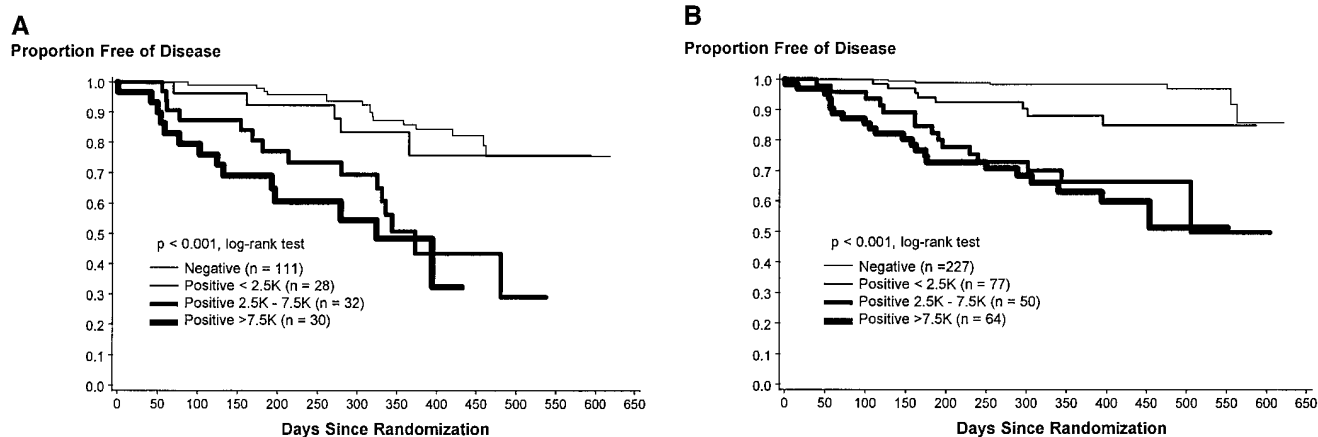 A
Proportion Free of Disease
1.0
0.9
0.8
0.7
0.6
0.5
0.4
0.3
0.2
0.1
0.0
p < 0.001, log-rank test
Negative (n = 111)
Positive < 2.5K (n = 28)
Positive 2.5K - 7.5K (n = 32)
Positive >7.5K (n = 30)
0 50 100 150 200 250 300 350 400 450 500 550 600 650
Days Since Randomization
B
Proportion Free of Disease
1.0
0.9
0.8
0.7
0.6
0.5
0.4
0.3
0.2
0.1
0.0
p < 0.001, log-rank test
Negative (n =227)
Positive < 2.5K (n = 77)
Positive 2.5K - 7.5K (n = 50)
Positive >7.5K (n = 64)
0 50 100 150 200 250 300 350 400 450 500 550 600 650
Days Since Randomization